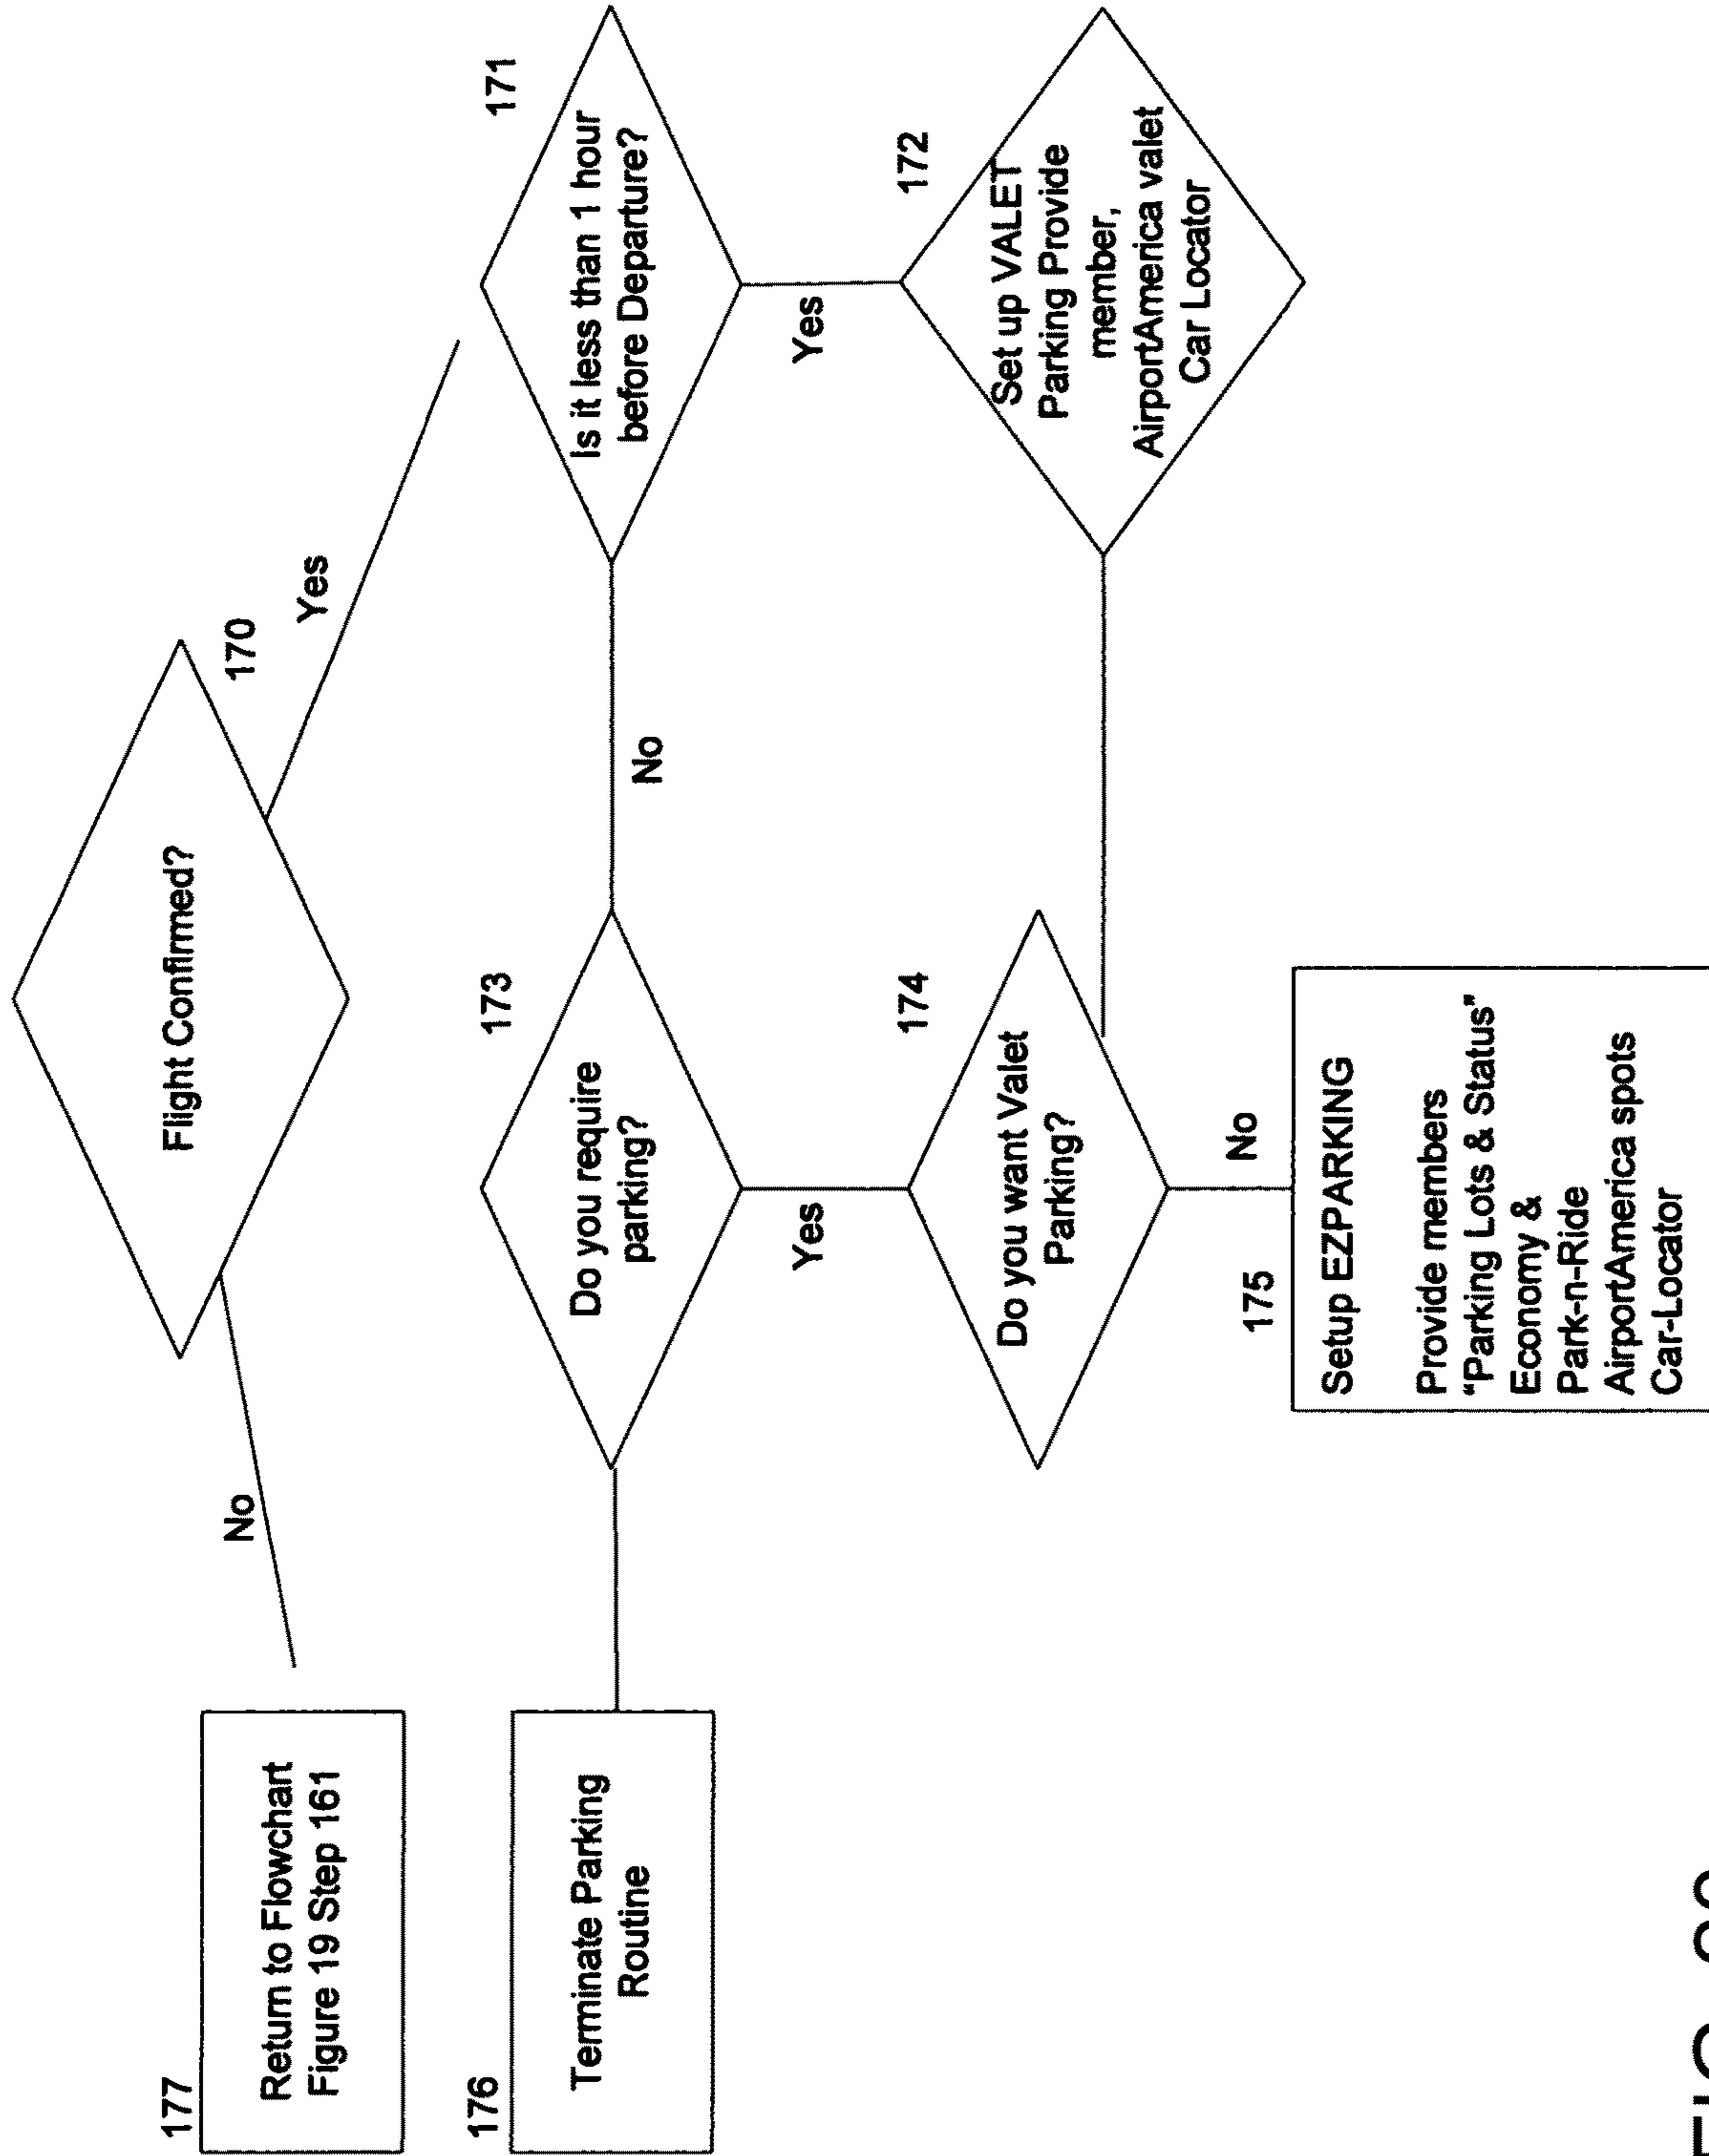 Flight Confirmed?
170
No
Yes
177
Return to Flowchart
Figure 19 Step 161
176
Terminate Parking
Routine
173
Do you require
parking?
No
171
Is it less than 1 hour
before Departure?
Yes
Yes
174
Do you want Valet
Parking?
172
Set up VALET
Parking Provide
member,
AirportAmerica valet
Car Locator
No
175
Setup EZPARKING
Provide members
"Parking Lots & Status"
Economy &
Park-n-Ride
AirportAmerica spots
Car-Locator